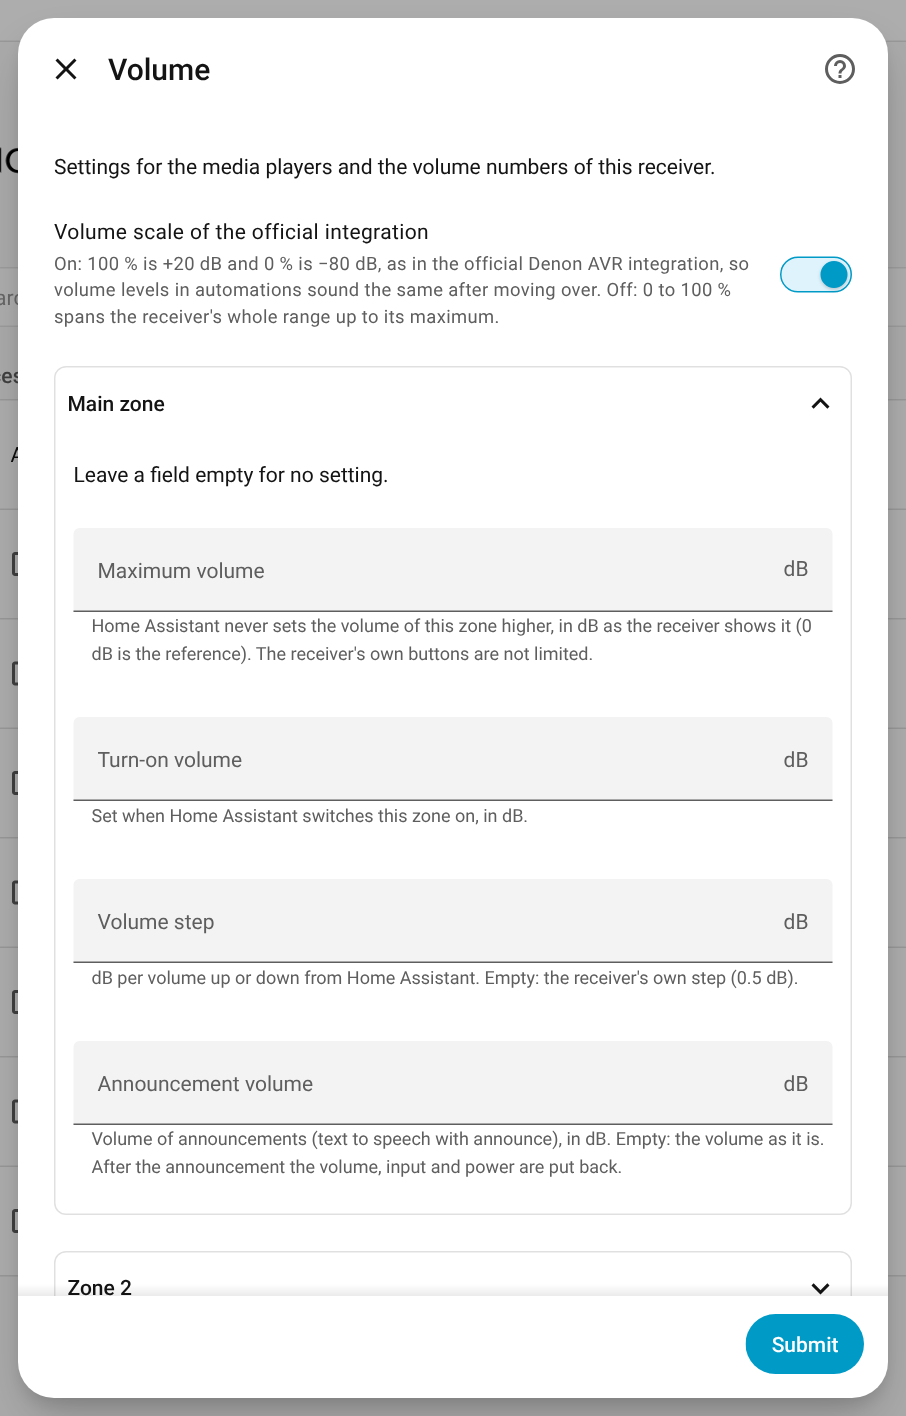 Volume
Settings for the media players and the volume numbers of this receiver.
Volume scale of the official integration
On: 100 % is +20 dB and 0 % is −80 dB, as in the official Denon AVR integration, so
volume levels in automations sound the same after moving over. Off: 0 to 100 %
spans the receiver's whole range up to its maximum.
Main zone
Leave a field empty for no setting.
Maximum volume dB
Home Assistant never sets the volume of this zone higher, in dB as the receiver shows it (0
dB is the reference). The receiver's own buttons are not limited.
Turn-on volume dB
Set when Home Assistant switches this zone on, in dB.
Volume step dB
dB per volume up or down from Home Assistant. Empty: the receiver's own step (0.5 dB).
Announcement volume dB
Volume of announcements (text to speech with announce), in dB. Empty: the volume as it is.
After the announcement the volume, input and power are put back.
Zone 2
Submit